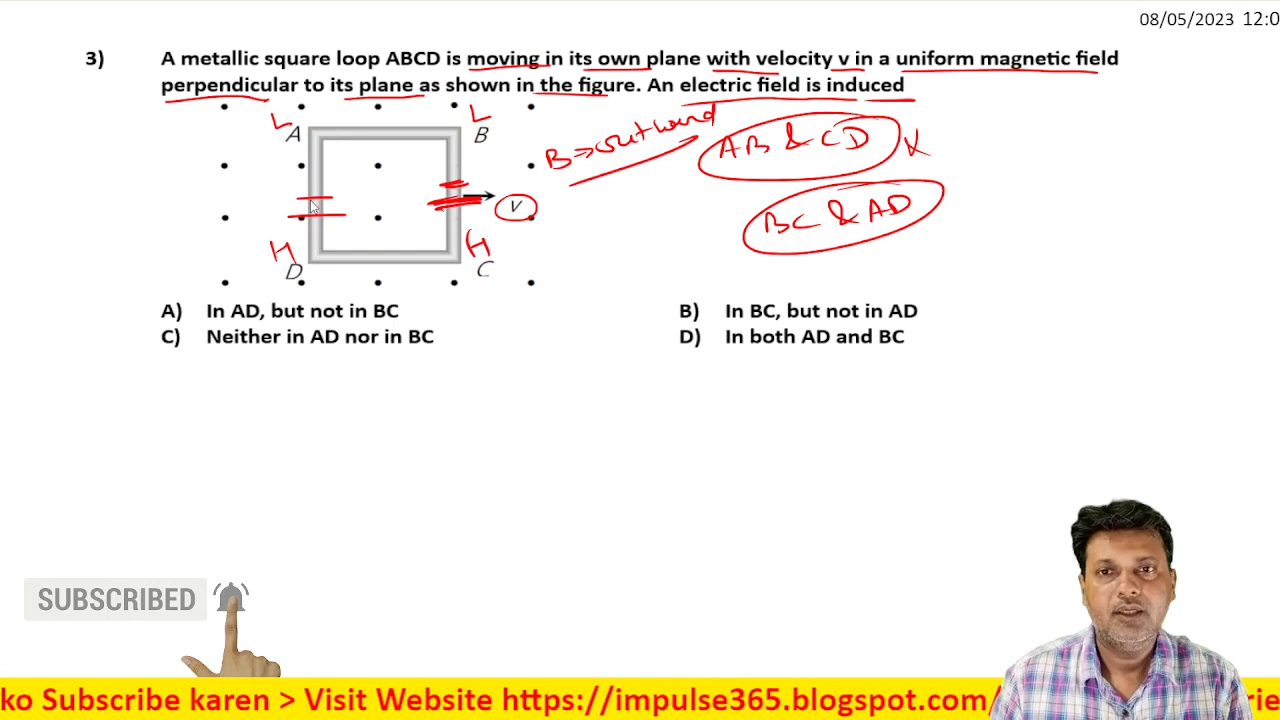 08/05/2023 12:0
3) A metallic square loop ABCD is moving in its own plane with velocity v in a uniform magnetic field
perpendicular to its plane as shown in the figure. An electric field is induced
L L
A B
B⇒outward
AB & CD X
V
BC & AD
H H
D C
A) In AD, but not in BC B) In BC, but not in AD
C) Neither in AD nor in BC D) In both AD and BC
SUBSCRIBED
ko Subscribe karen > Visit Website https://impulse365.blogspot.com/